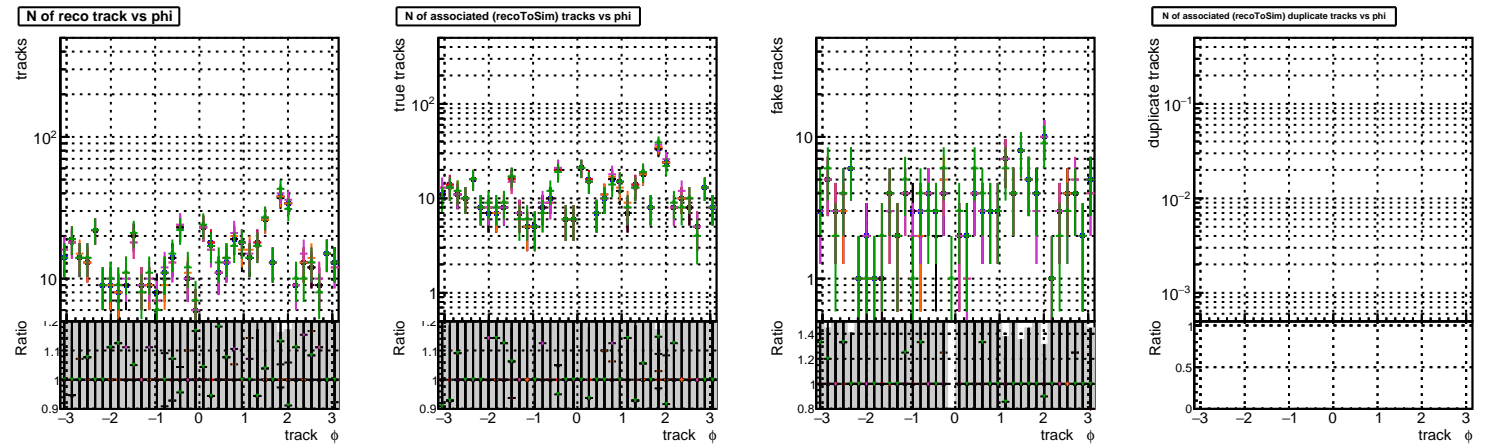 N of reco track vs phi
tracks
10²
10
Ratio
1.2
1.1
1
0.9
−3 −2 −1 0 1 2 3
track ϕ
N of associated (recoToSim) tracks vs phi
true tracks
10²
10
1
Ratio
1.2
1.1
1
0.9
−3 −2 −1 0 1 2 3
track ϕ
fake tracks
10
1
Ratio
1.4
1.2
1
0.8
−3 −2 −1 0 1 2 3
track ϕ
N of associated (recoToSim) duplicate tracks vs phi
duplicate tracks
10⁻¹
10⁻²
10⁻³
Ratio
1
0.5
0
−3 −2 −1 0 1 2 3
track ϕ